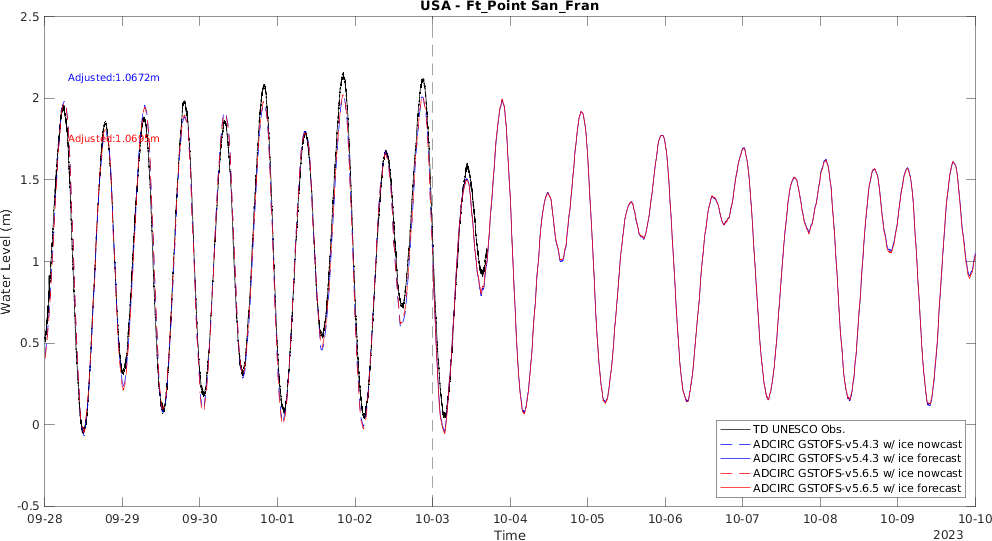 USA - Ft_Point San_Fran
Water Level (m)
2.5
2
1.5
1
0.5
0
-0.5
Adjusted:1.0672m
TD UNESCO Obs.
ADCIRC GSTOFS-v5.4.3 w/ ice nowcast
ADCIRC GSTOFS-v5.4.3 w/ ice forecast
ADCIRC GSTOFS-v5.6.5 w/ ice nowcast
ADCIRC GSTOFS-v5.6.5 w/ ice forecast
09-28 09-29 09-30 10-01 10-02 10-03 10-04 10-05 10-06 10-07 10-08 10-09 10-10
Time
2023